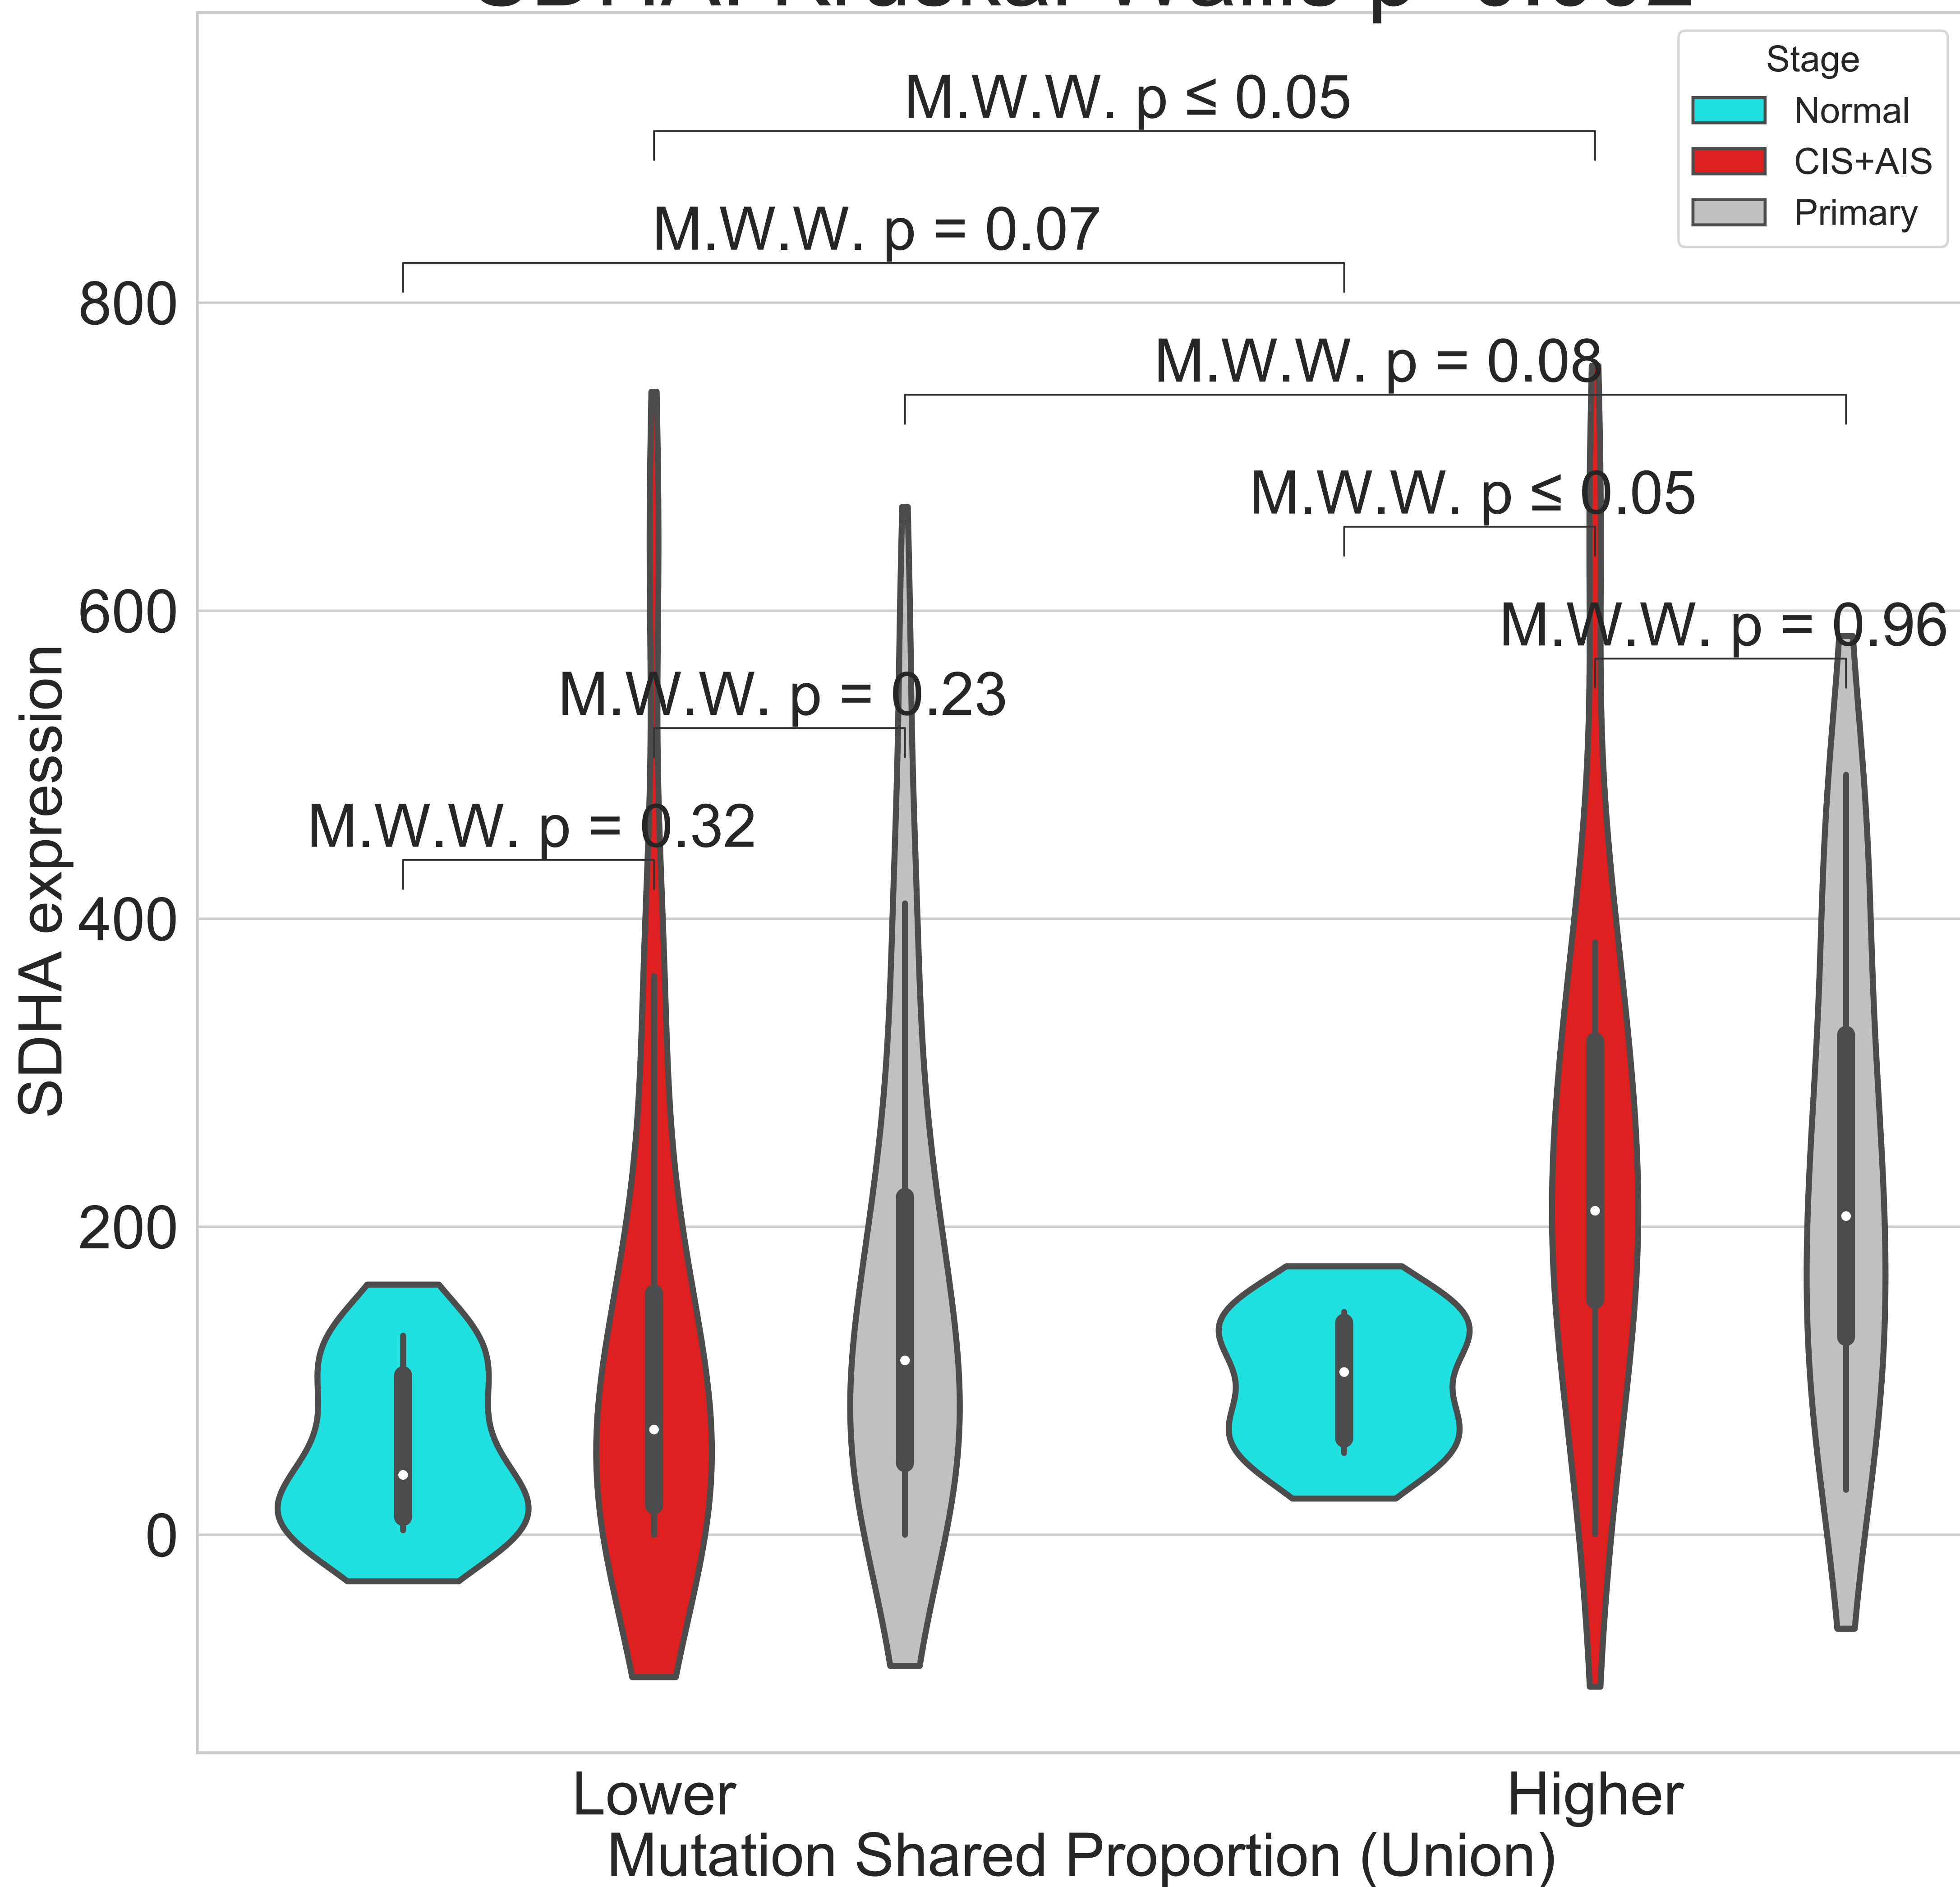 Stage
Normal
CIS+AIS
Primary
M.W.W. p ≤ 0.05
M.W.W. p = 0.07
M.W.W. p = 0.08
M.W.W. p ≤ 0.05
M.W.W. p = 0.96
M.W.W. p = 0.23
M.W.W. p = 0.32
800
600
400
200
0
SDHA expression
Lower
Higher
Mutation Shared Proportion (Union)